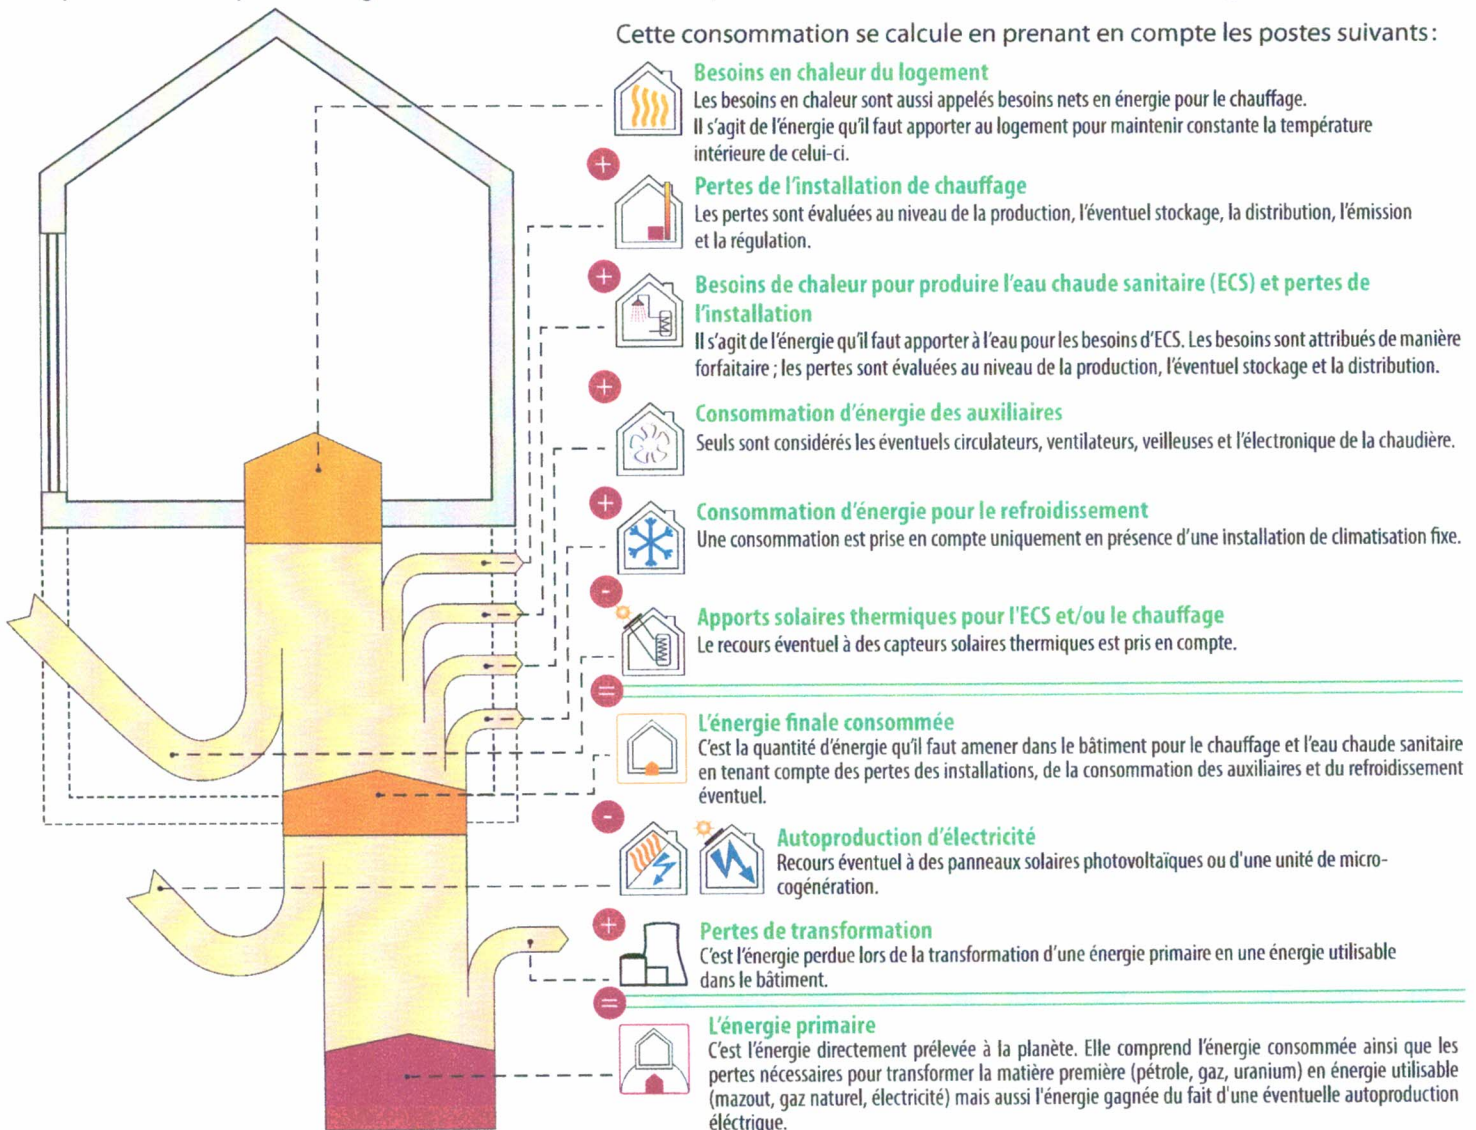 Cette consommation se calcule en prenant en compte les postes suivants :
Besoins en chaleur du logement
Les besoins en chaleur sont aussi appelés besoins nets en énergie pour le chauffage.
Il s'agit de l'énergie qu'il faut apporter au logement pour maintenir constante la température
intérieure de celui-ci.
+
Pertes de l'installation de chauffage
Les pertes sont évaluées au niveau de la production, l'éventuel stockage, la distribution, l'émission
et la régulation.
+
Besoins de chaleur pour produire l'eau chaude sanitaire (ECS) et pertes de
l'installation
Il s'agit de l'énergie qu'il faut apporter à l'eau pour les besoins d'ECS. Les besoins sont attribués de manière
forfaitaire ; les pertes sont évaluées au niveau de la production, l'éventuel stockage et la distribution.
+
Consommation d'énergie des auxiliaires
Seuls sont considérés les éventuels circulateurs, ventilateurs, veilleuses et l'électronique de la chaudière.
+
Consommation d'énergie pour le refroidissement
Une consommation est prise en compte uniquement en présence d'une installation de climatisation fixe.
-
Apports solaires thermiques pour l'ECS et/ou le chauffage
Le recours éventuel à des capteurs solaires thermiques est pris en compte.
=
L'énergie finale consommée
C'est la quantité d'énergie qu'il faut amener dans le bâtiment pour le chauffage et l'eau chaude sanitaire
en tenant compte des pertes des installations, de la consommation des auxiliaires et du refroidissement
éventuel.
-
Autoproduction d'électricité
Recours éventuel à des panneaux solaires photovoltaïques ou d'une unité de micro-
cogénération.
+
Pertes de transformation
C'est l'énergie perdue lors de la transformation d'une énergie primaire en une énergie utilisable
dans le bâtiment.
=
L'énergie primaire
C'est l'énergie directement prélevée à la planète. Elle comprend l'énergie consommée ainsi que les
pertes nécessaires pour transformer la matière première (pétrole, gaz, uranium) en énergie utilisable
(mazout, gaz naturel, électricité) mais aussi l'énergie gagnée du fait d'une éventuelle autoproduction
éléctrique.